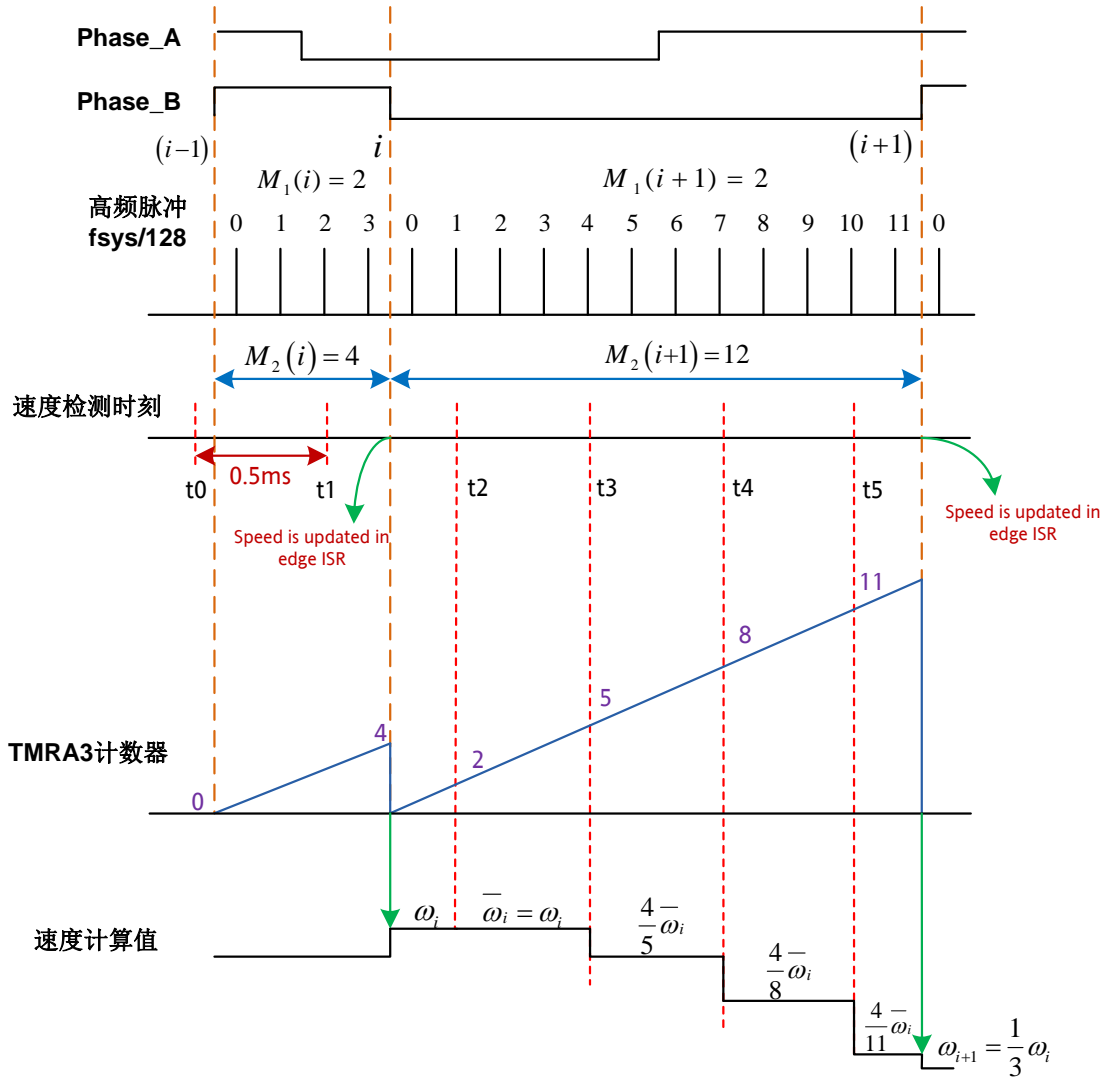 Phase_A
Phase_B
(i−1)
i
(i+1)
M₁(i) = 2
M₁(i + 1) = 2
高频脉冲
fsys/128
0 1 2 3 0 1 2 3 4 5 6 7 8 9 10 11 0
M₂(i) = 4
M₂(i+1) = 12
速度检测时刻
0.5ms
t0 t1 t2 t3 t4 t5
Speed is updated in
edge ISR
Speed is updated in
edge ISR
11
8
5
4
2
TMRA3计数器
0
速度计算值
ωᵢ
ω̅ᵢ = ωᵢ
4/5 ω̅ᵢ
4/8 ω̅ᵢ
4/11 ω̅ᵢ
ωᵢ₊₁ = 1/3 ωᵢ